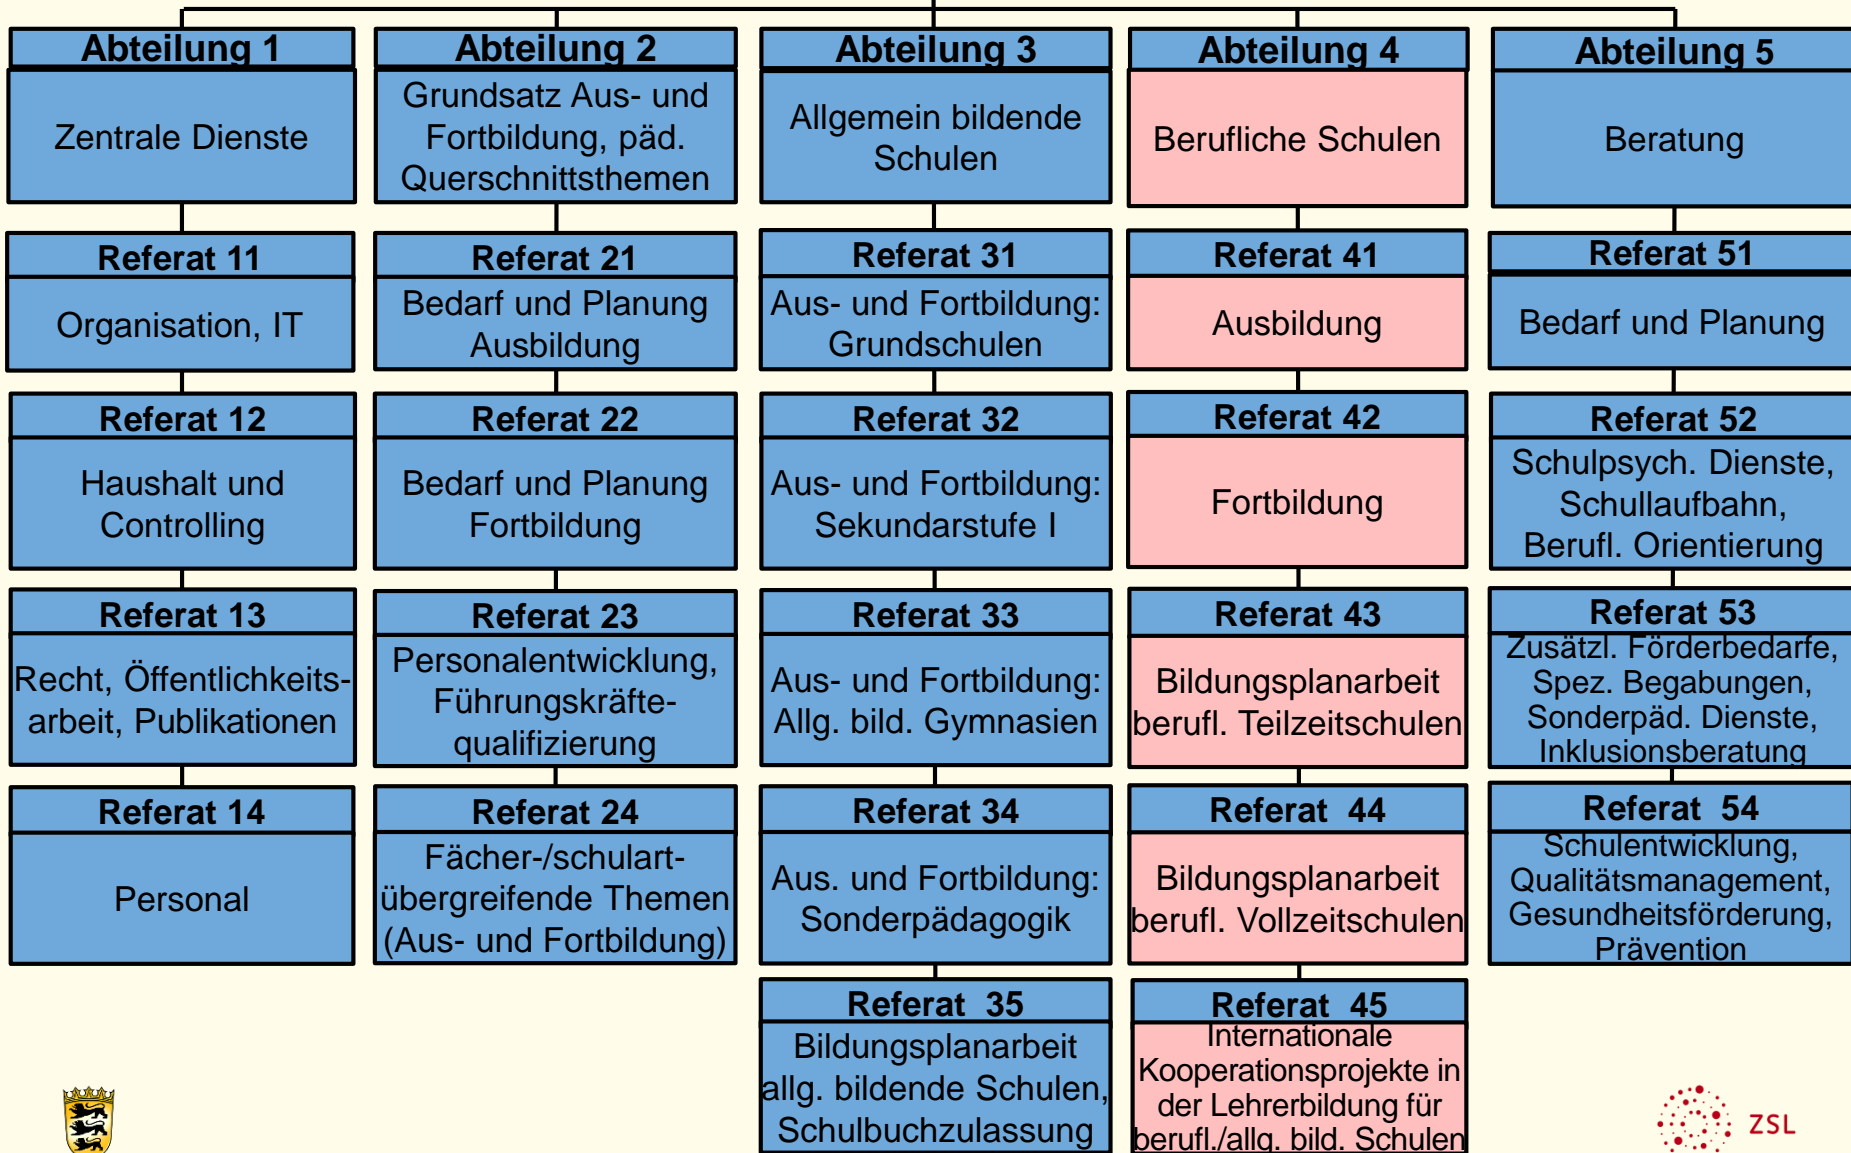 Abteilung 1
Zentrale Dienste
Referat 11
Organisation, IT
Referat 12
Haushalt und
Controlling
Referat 13
Recht, Öffentlichkeits-
arbeit, Publikationen
Referat 14
Personal
Abteilung 2
Grundsatz Aus- und
Fortbildung, päd.
Querschnittsthemen
Referat 21
Bedarf und Planung
Ausbildung
Referat 22
Bedarf und Planung
Fortbildung
Referat 23
Personalentwicklung,
Führungskräfte-
qualifizierung
Referat 24
Fächer-/schulart-
übergreifende Themen
(Aus- und Fortbildung)
Abteilung 3
Allgemein bildende
Schulen
Referat 31
Aus- und Fortbildung:
Grundschulen
Referat 32
Aus- und Fortbildung:
Sekundarstufe I
Referat 33
Aus- und Fortbildung:
Allg. bild. Gymnasien
Referat 34
Aus. und Fortbildung:
Sonderpädagogik
Referat 35
Bildungsplanarbeit
allg. bildende Schulen,
Schulbuchzulassung
Abteilung 4
Berufliche Schulen
Referat 41
Ausbildung
Referat 42
Fortbildung
Referat 43
Bildungsplanarbeit
berufl. Teilzeitschulen
Referat 44
Bildungsplanarbeit
berufl. Vollzeitschulen
Referat 45
Internationale
Kooperationsprojekte in
der Lehrerbildung für
berufl./allg. bild. Schulen
Abteilung 5
Beratung
Referat 51
Bedarf und Planung
Referat 52
Schulpsych. Dienste,
Schullaufbahn,
Berufl. Orientierung
Referat 53
Zusätzl. Förderbedarfe,
Spez. Begabungen,
Sonderpäd. Dienste,
Inklusionsberatung
Referat 54
Schulentwicklung,
Qualitätsmanagement,
Gesundheitsförderung,
Prävention
ZSL